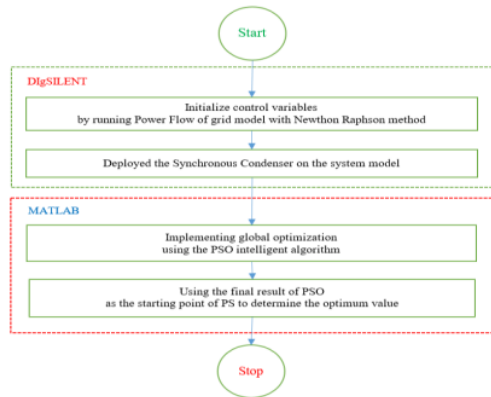 Start
DIgSILENT
Initialize control variables
by running Power Flow of grid model with Newthon Raphson method
Deployed the Synchronous Condenser on the system model
MATLAB
Implementing global optimization
using the PSO intelligent algorithm
Using the final result of PSO
as the starting point of PS to determine the optimum value
Stop